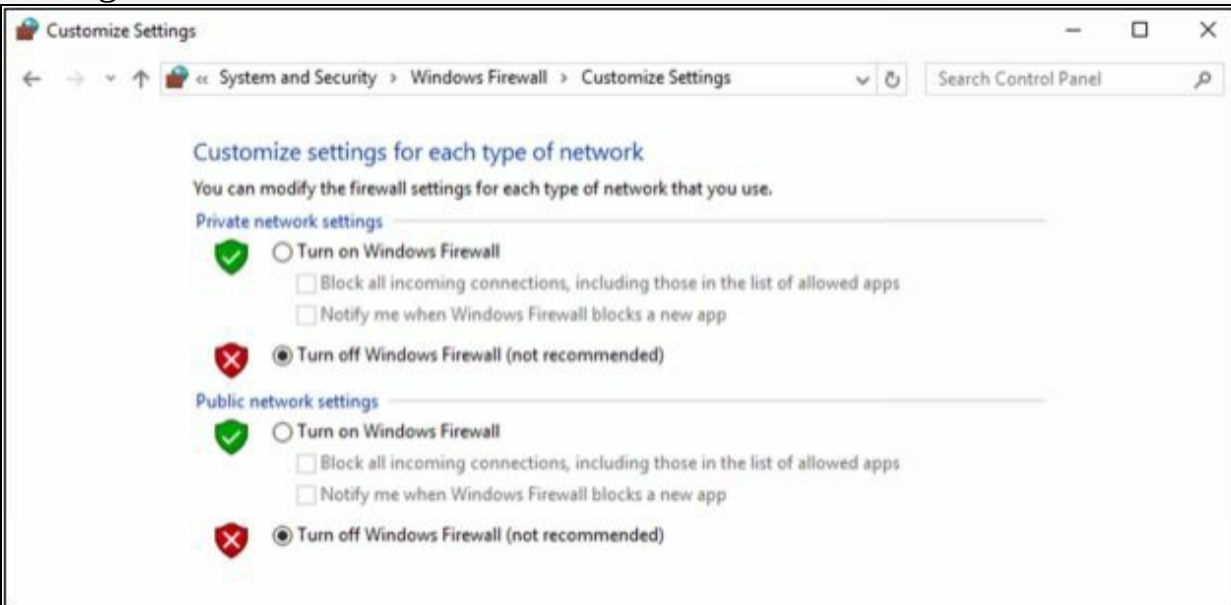 Customize Settings
« System and Security › Windows Firewall › Customize Settings Search Control Panel
Customize settings for each type of network
You can modify the firewall settings for each type of network that you use.
Private network settings
Turn on Windows Firewall
Block all incoming connections, including those in the list of allowed apps
Notify me when Windows Firewall blocks a new app
Turn off Windows Firewall (not recommended)
Public network settings
Turn on Windows Firewall
Block all incoming connections, including those in the list of allowed apps
Notify me when Windows Firewall blocks a new app
Turn off Windows Firewall (not recommended)